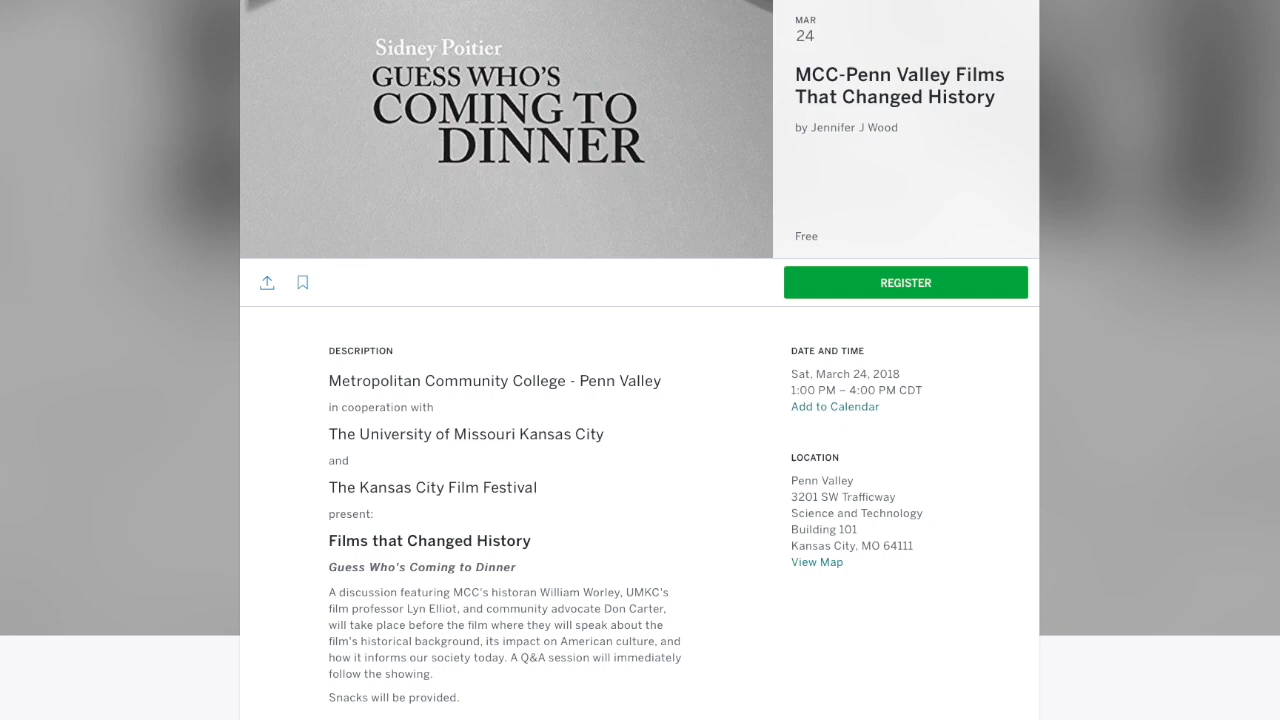 Sidney Poitier
GUESS WHO'S
COMING TO
DINNER
MAR
24
MCC-Penn Valley Films
That Changed History
by Jennifer J Wood
Free
REGISTER
DESCRIPTION
Metropolitan Community College - Penn Valley
in cooperation with
The University of Missouri Kansas City
and
The Kansas City Film Festival
present:
Films that Changed History
Guess Who's Coming to Dinner
A discussion featuring MCC's historan William Worley, UMKC's
film professor Lyn Elliot, and community advocate Don Carter,
will take place before the film where they will speak about the
film's historical background, its impact on American culture, and
how it informs our society today. A Q&A session will immediately
follow the showing.
Snacks will be provided.
DATE AND TIME
Sat, March 24, 2018
1:00 PM – 4:00 PM CDT
Add to Calendar
LOCATION
Penn Valley
3201 SW Trafficway
Science and Technology
Building 101
Kansas City, MO 64111
View Map